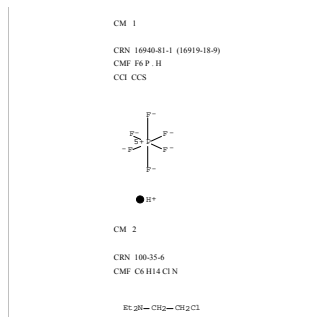 CM 1
CRN 16940-81-1 (16919-18-9)
CMF F6 P . H
CCI CCS
F-
F- F-
5+ P
-F F-
F-
H+
CM 2
CRN 100-35-6
CMF C6 H14 Cl N
Et2N—CH2—CH2Cl